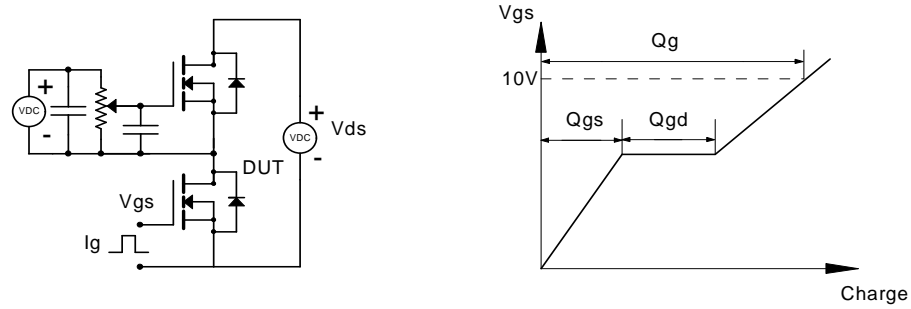 +
VDC
-
Vgs
Ig
DUT
+
VDC
-
Vds
Vgs
Qg
10V
Qgs
Qgd
Charge